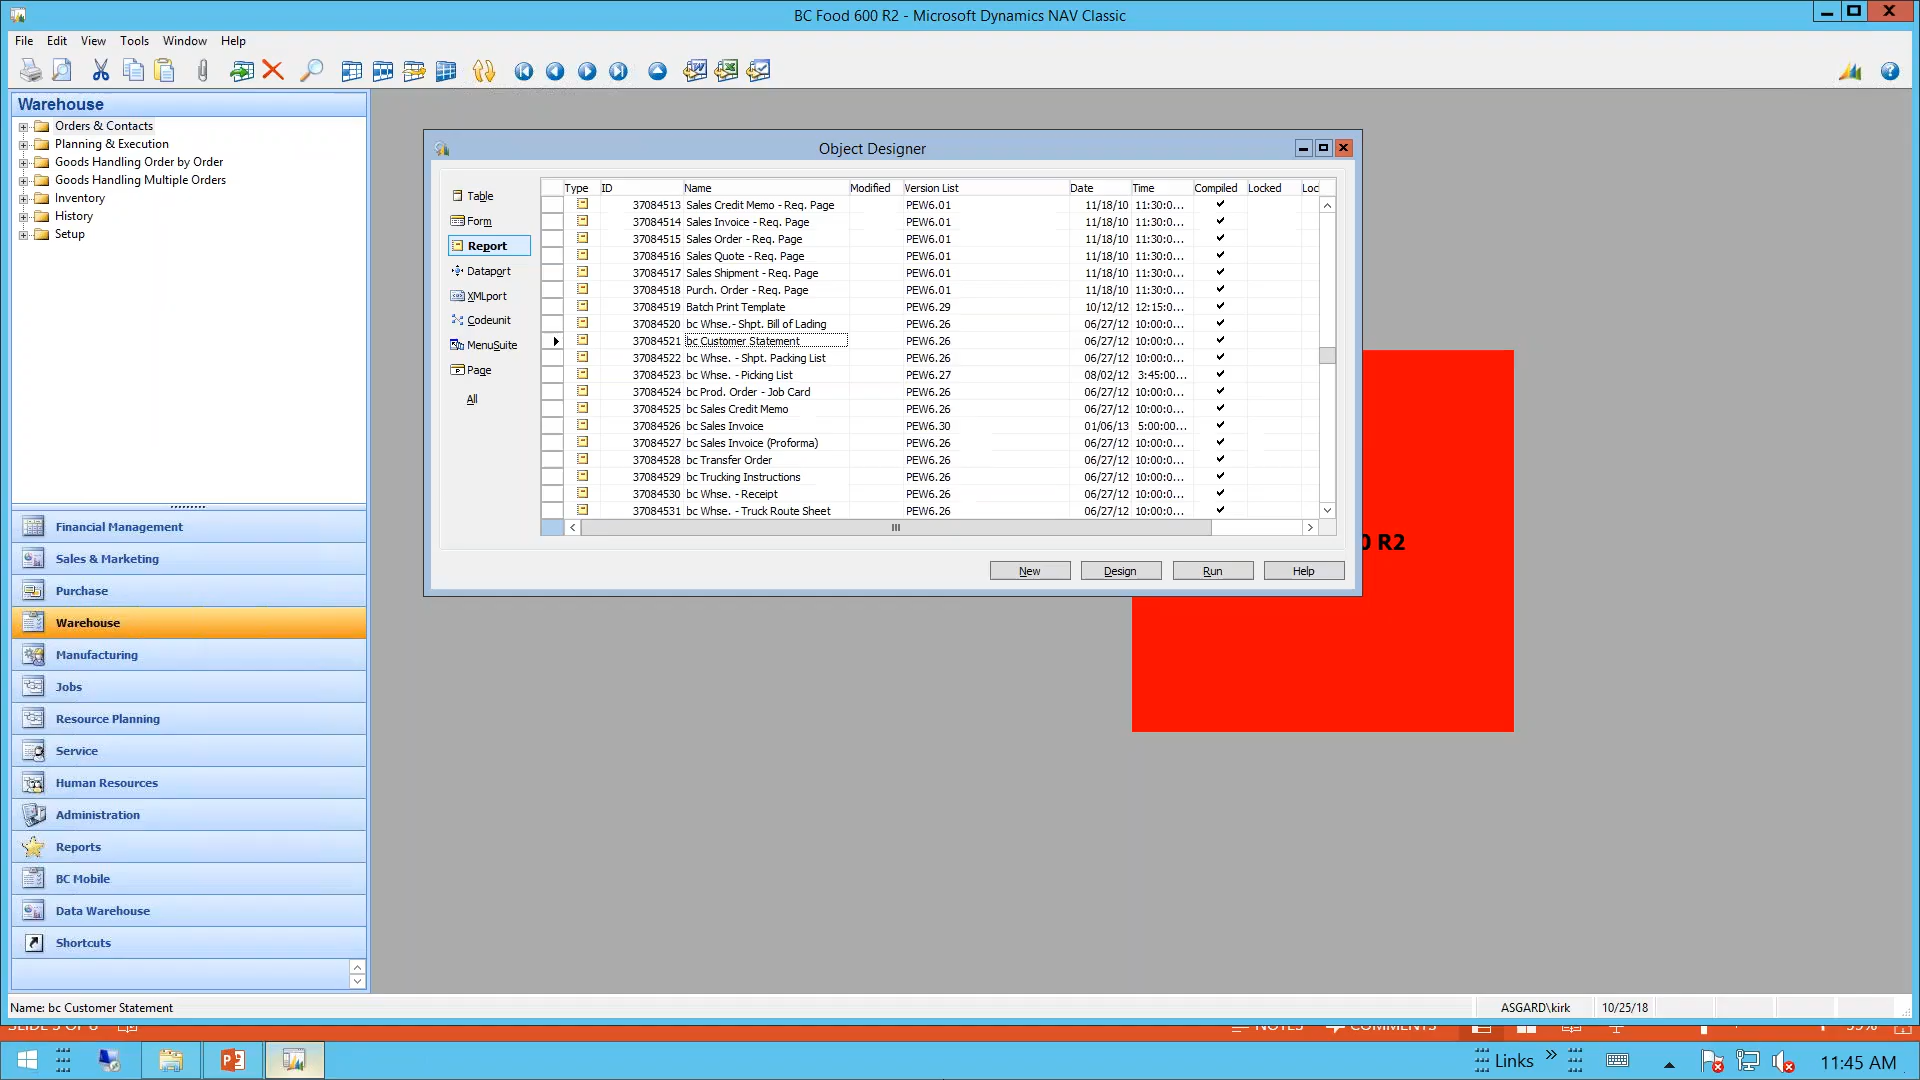 BC Food 600 R2 - Microsoft Dynamics NAV Classic
File Edit View Tools Window Help
Warehouse
Orders & Contacts
Planning & Execution
Goods Handling Order by Order
Goods Handling Multiple Orders
Inventory
History
Setup
Financial Management
Sales & Marketing
Purchase
Warehouse
Manufacturing
Jobs
Resource Planning
Service
Human Resources
Administration
Reports
BC Mobile
Data Warehouse
Shortcuts
Object Designer
Table
Form
Report
Dataport
XMLport
Codeunit
MenuSuite
Page
All
Type ID Name Modified Version List Date Time Compiled Locked Loc
37084513 Sales Credit Memo - Req. Page PEW6.01 11/18/10 11:30:0...
37084514 Sales Invoice - Req. Page PEW6.01 11/18/10 11:30:0...
37084515 Sales Order - Req. Page PEW6.01 11/18/10 11:30:0...
37084516 Sales Quote - Req. Page PEW6.01 11/18/10 11:30:0...
37084517 Sales Shipment - Req. Page PEW6.01 11/18/10 11:30:0...
37084518 Purch. Order - Req. Page PEW6.01 11/18/10 11:30:0...
37084519 Batch Print Template PEW6.29 10/12/12 12:15:0...
37084520 bc Whse.- Shpt. Bill of Lading PEW6.26 06/27/12 10:00:0...
37084521 bc Customer Statement PEW6.26 06/27/12 10:00:0...
37084522 bc Whse. - Shpt. Packing List PEW6.26 06/27/12 10:00:0...
37084523 bc Whse. - Picking List PEW6.27 08/02/12 3:45:00...
37084524 bc Prod. Order - Job Card PEW6.26 06/27/12 10:00:0...
37084525 bc Sales Credit Memo PEW6.26 06/27/12 10:00:0...
37084526 bc Sales Invoice PEW6.30 01/06/13 5:00:00...
37084527 bc Sales Invoice (Proforma) PEW6.26 06/27/12 10:00:0...
37084528 bc Transfer Order PEW6.26 06/27/12 10:00:0...
37084529 bc Trucking Instructions PEW6.26 06/27/12 10:00:0...
37084530 bc Whse. - Receipt PEW6.26 06/27/12 10:00:0...
37084531 bc Whse. - Truck Route Sheet PEW6.26 06/27/12 10:00:0...
New Design Run Help
0 R2
Name: bc Customer Statement ASGARD\kirk 10/25/18
NOTES COMMENTS
Links » 11:45 AM